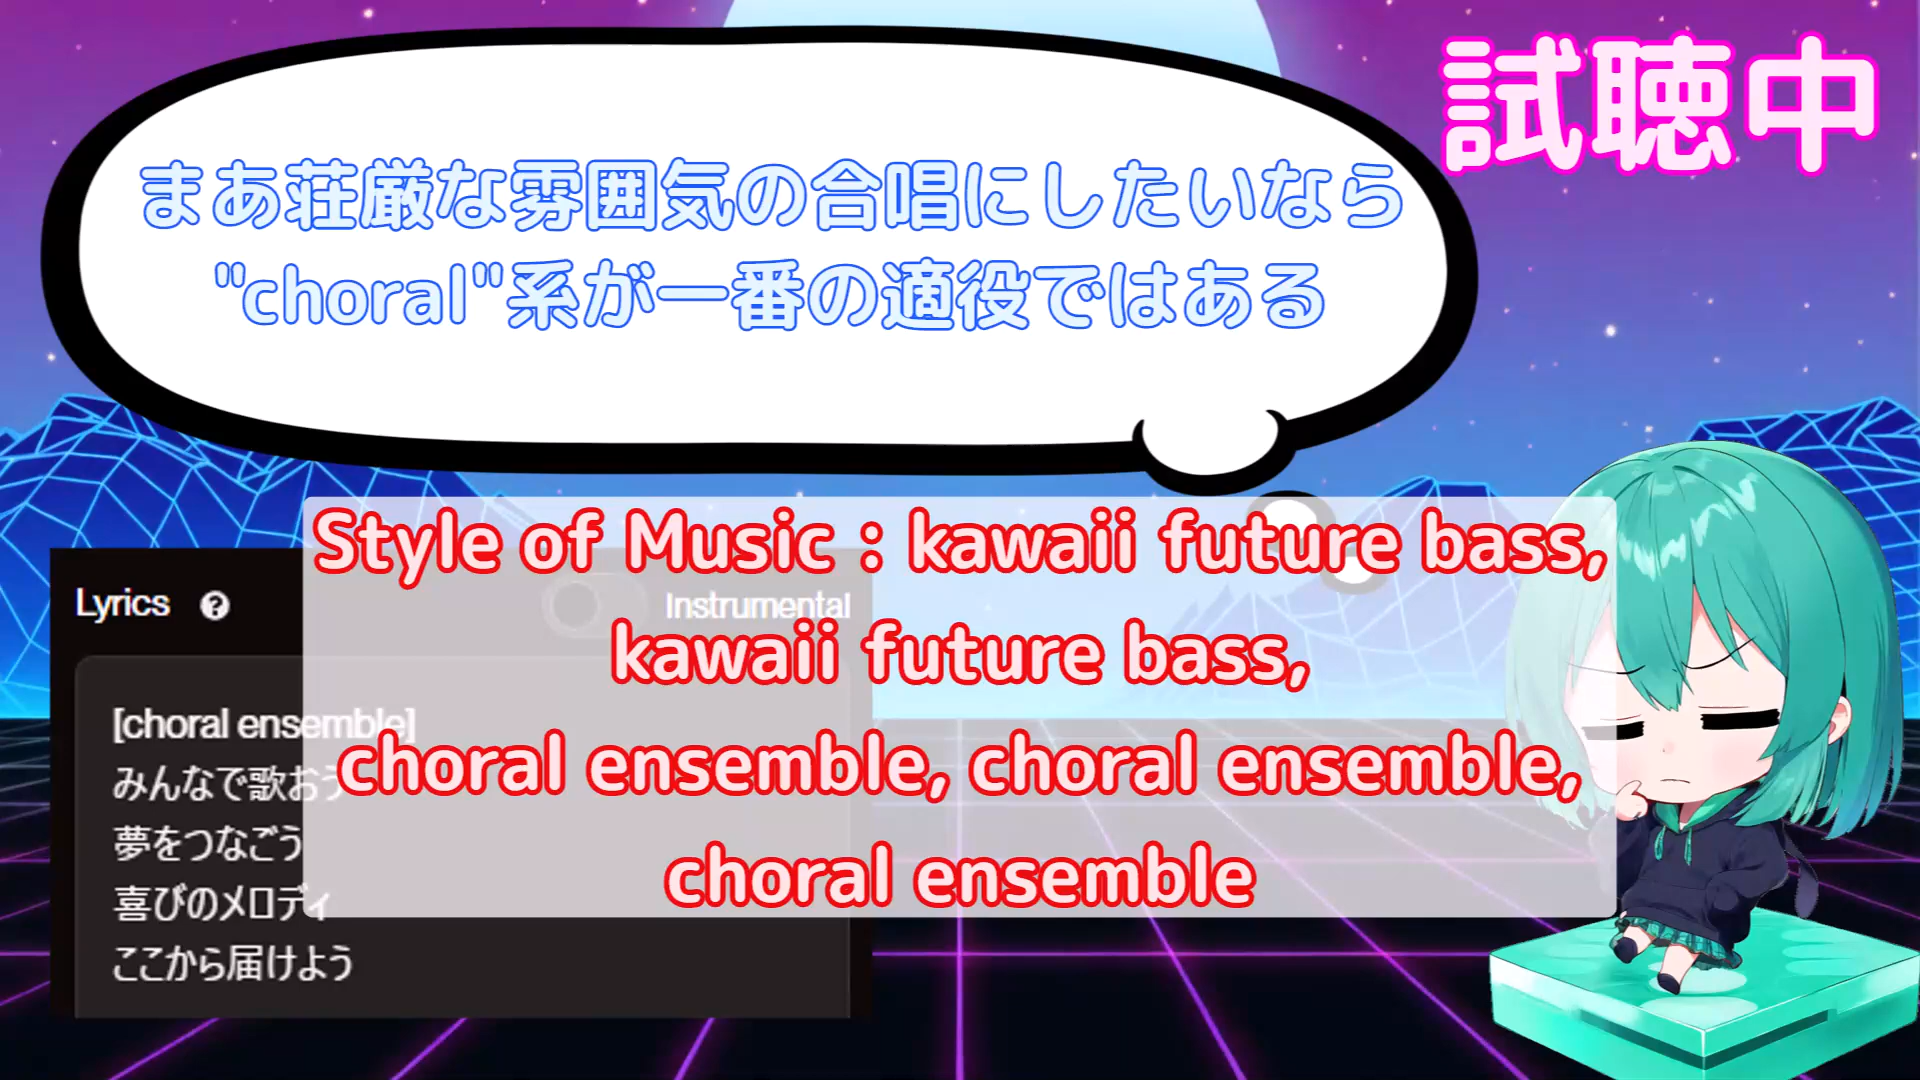 試聴中
まあ荘厳な雰囲気の合唱にしたいなら
"choral"系が一番の適役ではある
Style of Music : kawaii future bass,
kawaii future bass,
choral ensemble, choral ensemble,
choral ensemble
Lyrics ?
Instrumental
[choral ensemble]
みんなで歌おう
夢をつなごう
喜びのメロディ
ここから届けよう